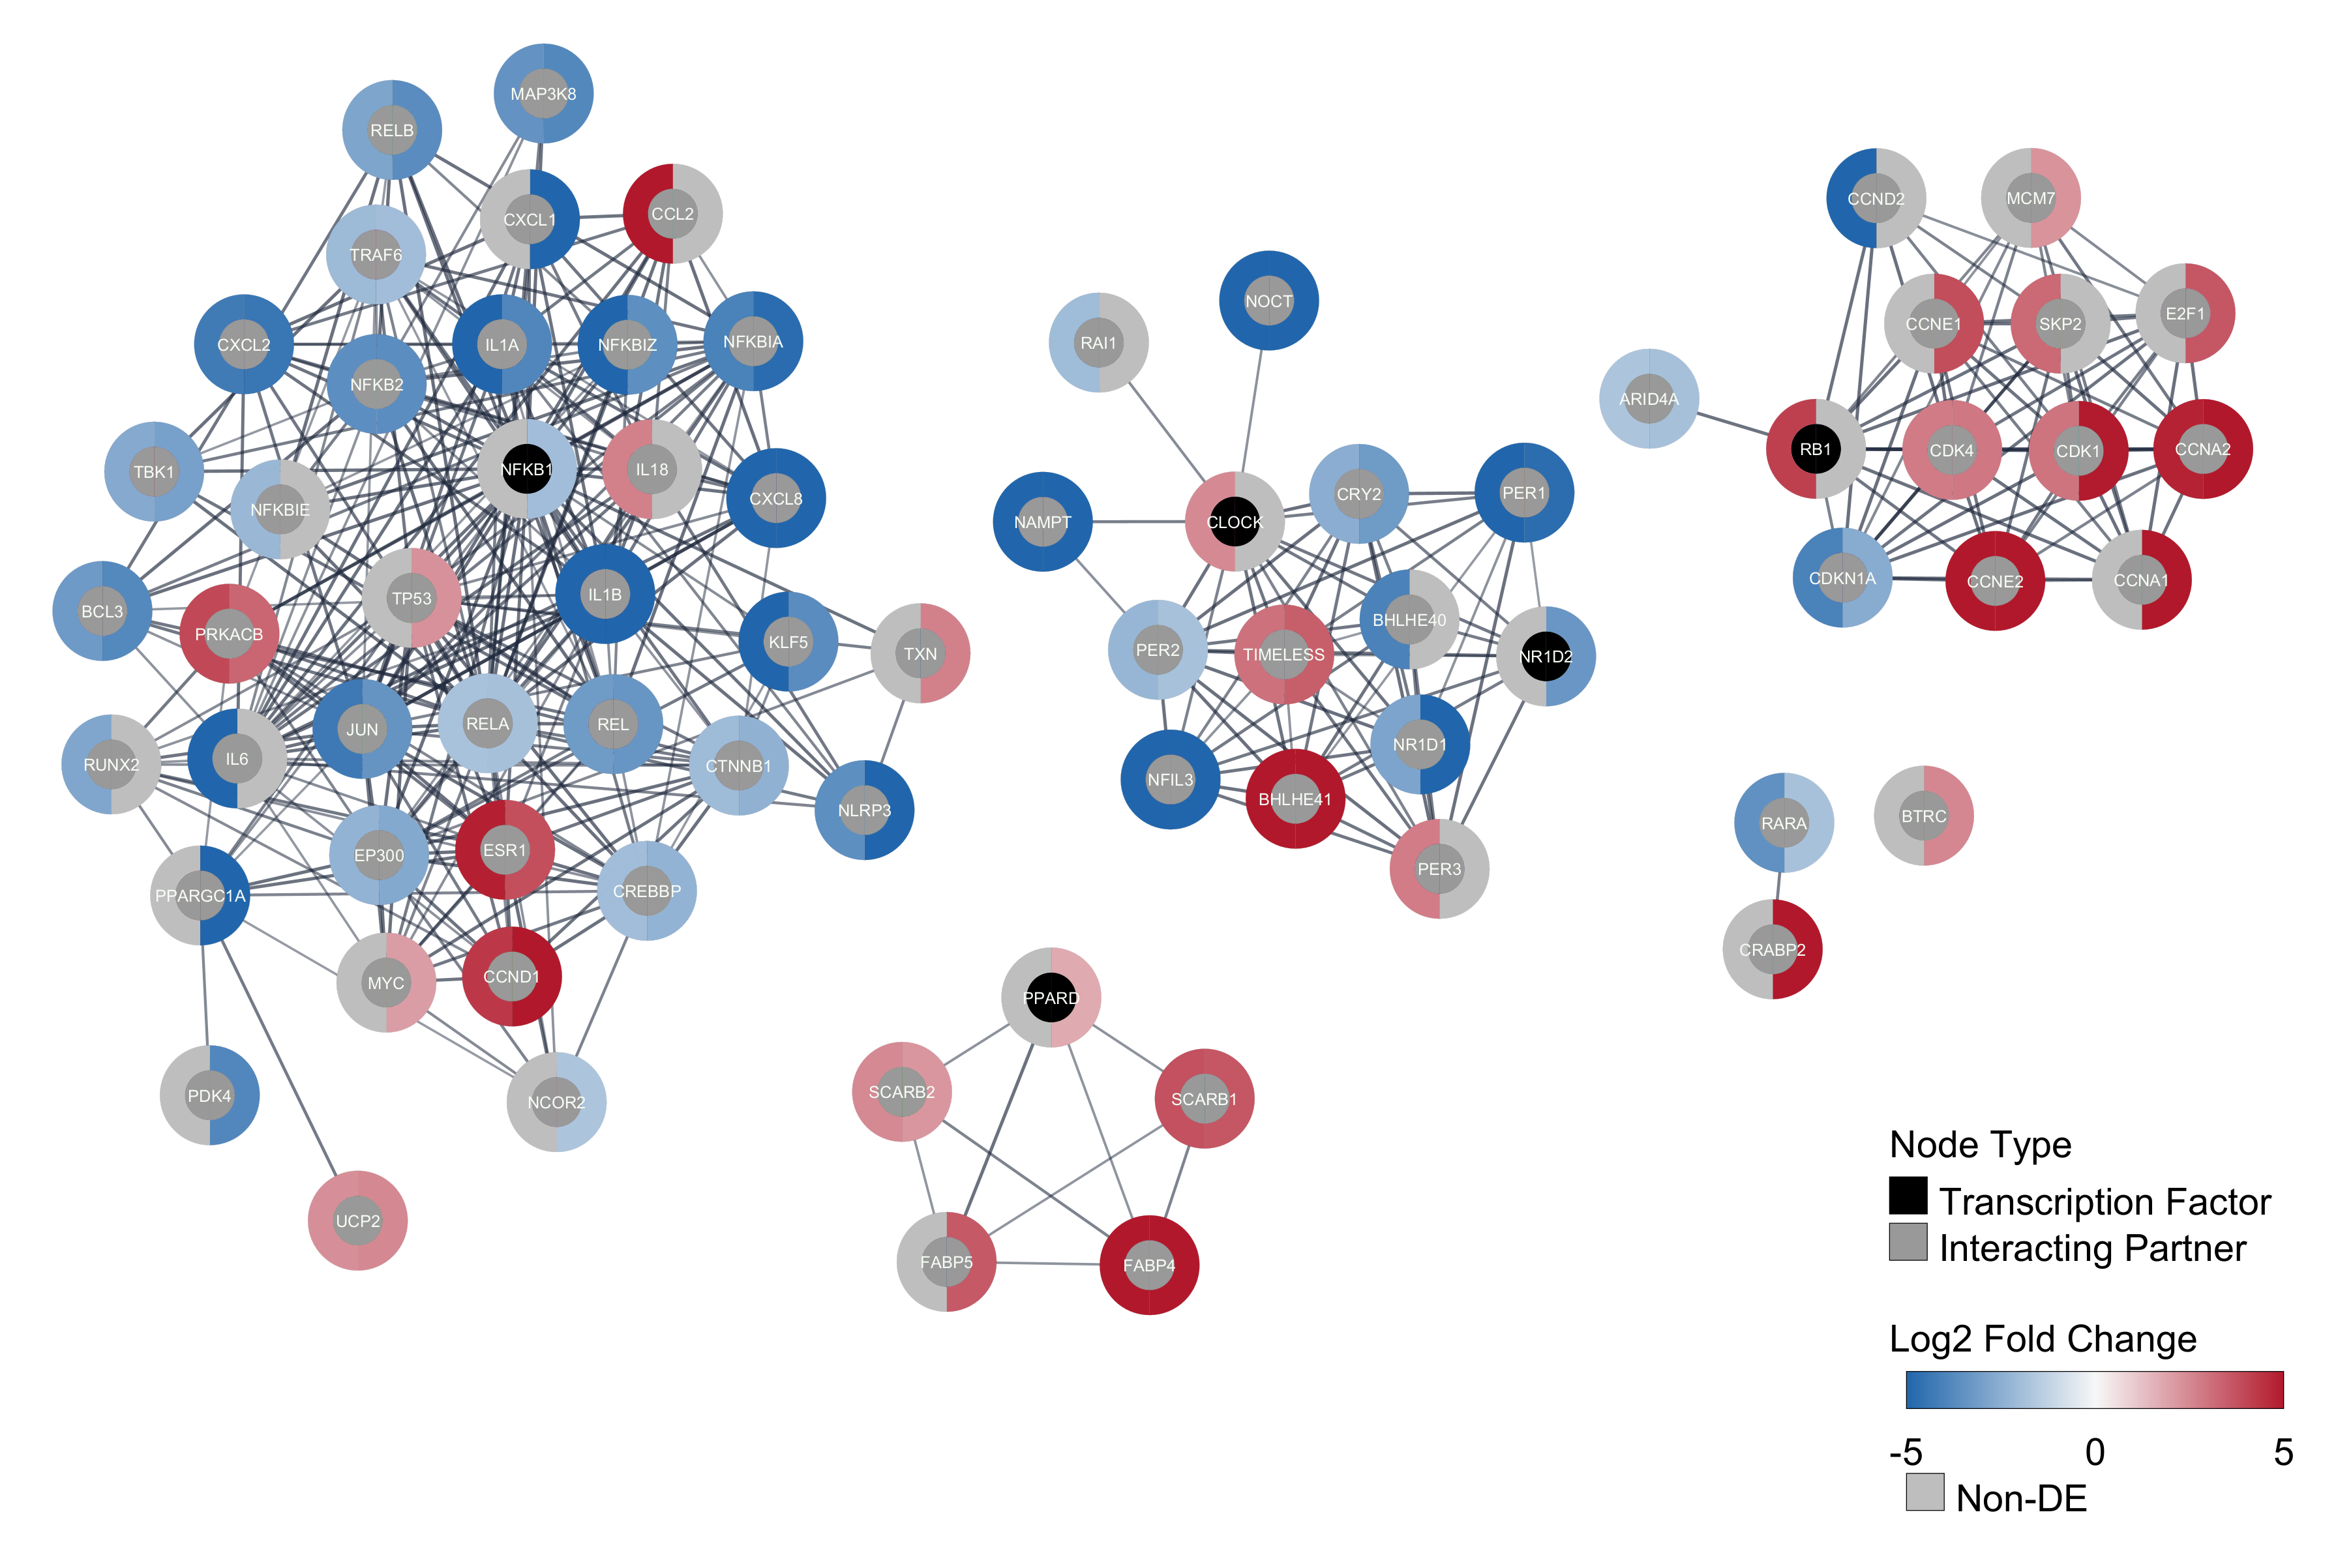 MAP3K8
RELB
CXCL1
CCL2
TRAF6
CXCL2
IL1A
NFKBIZ
NFKBIA
NFKB2
TBK1
NFKB1
IL18
CXCL8
NFKBIE
BCL3
PRKACB
TP53
IL1B
KLF5
TXN
RUNX2
IL6
JUN
RELA
REL
CTNNB1
NLRP3
EP300
ESR1
CREBBP
PPARGC1A
MYC
CCND1
PDK4
NCOR2
UCP2
NOCT
RAI1
NAMPT
CLOCK
CRY2
PER1
PER2
TIMELESS
BHLHE40
NR1D2
NFIL3
BHLHE41
NR1D1
PER3
PPARD
SCARB2
SCARB1
FABP5
FABP4
CCND2
MCM7
CCNE1
SKP2
E2F1
ARID4A
RB1
CDK4
CDK1
CCNA2
CDKN1A
CCNE2
CCNA1
RARA
BTRC
CRABP2
Node Type
Transcription Factor
Interacting Partner
Log2 Fold Change
-5 0 5
Non-DE